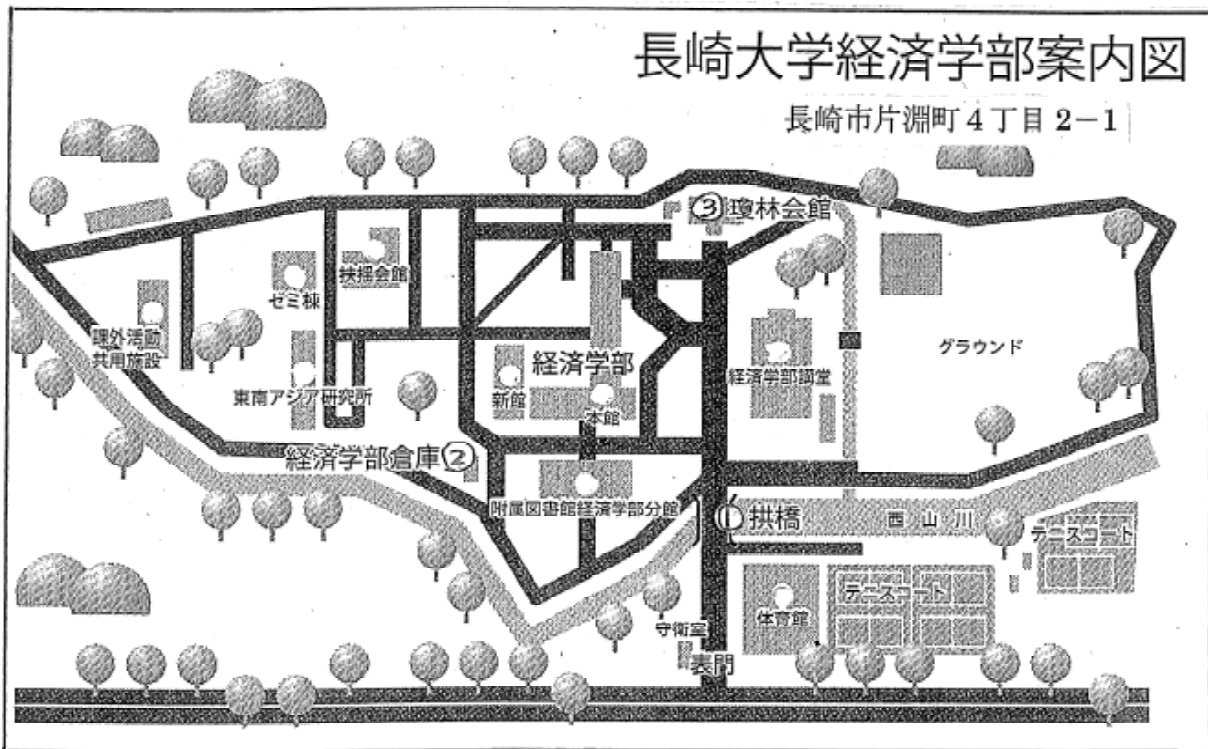 長崎大学経済学部案内図
長崎市片淵町4丁目2-1
③瓊林会館
扶揺会館
ゼミ棟
課外活動
共用施設
グラウンド
経済学部
経済学部講堂
新館
本館
東南アジア研究所
経済学部倉庫②
附属図書館経済学部分館
①拱橋
西山川
テニスコート
テニスコート
体育館
守衛室
表門